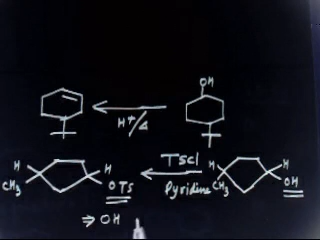 OH
H⁺/Δ
H H TsCl H H
CH₃ OTs Pyridine CH₃ OH
⇒ OH